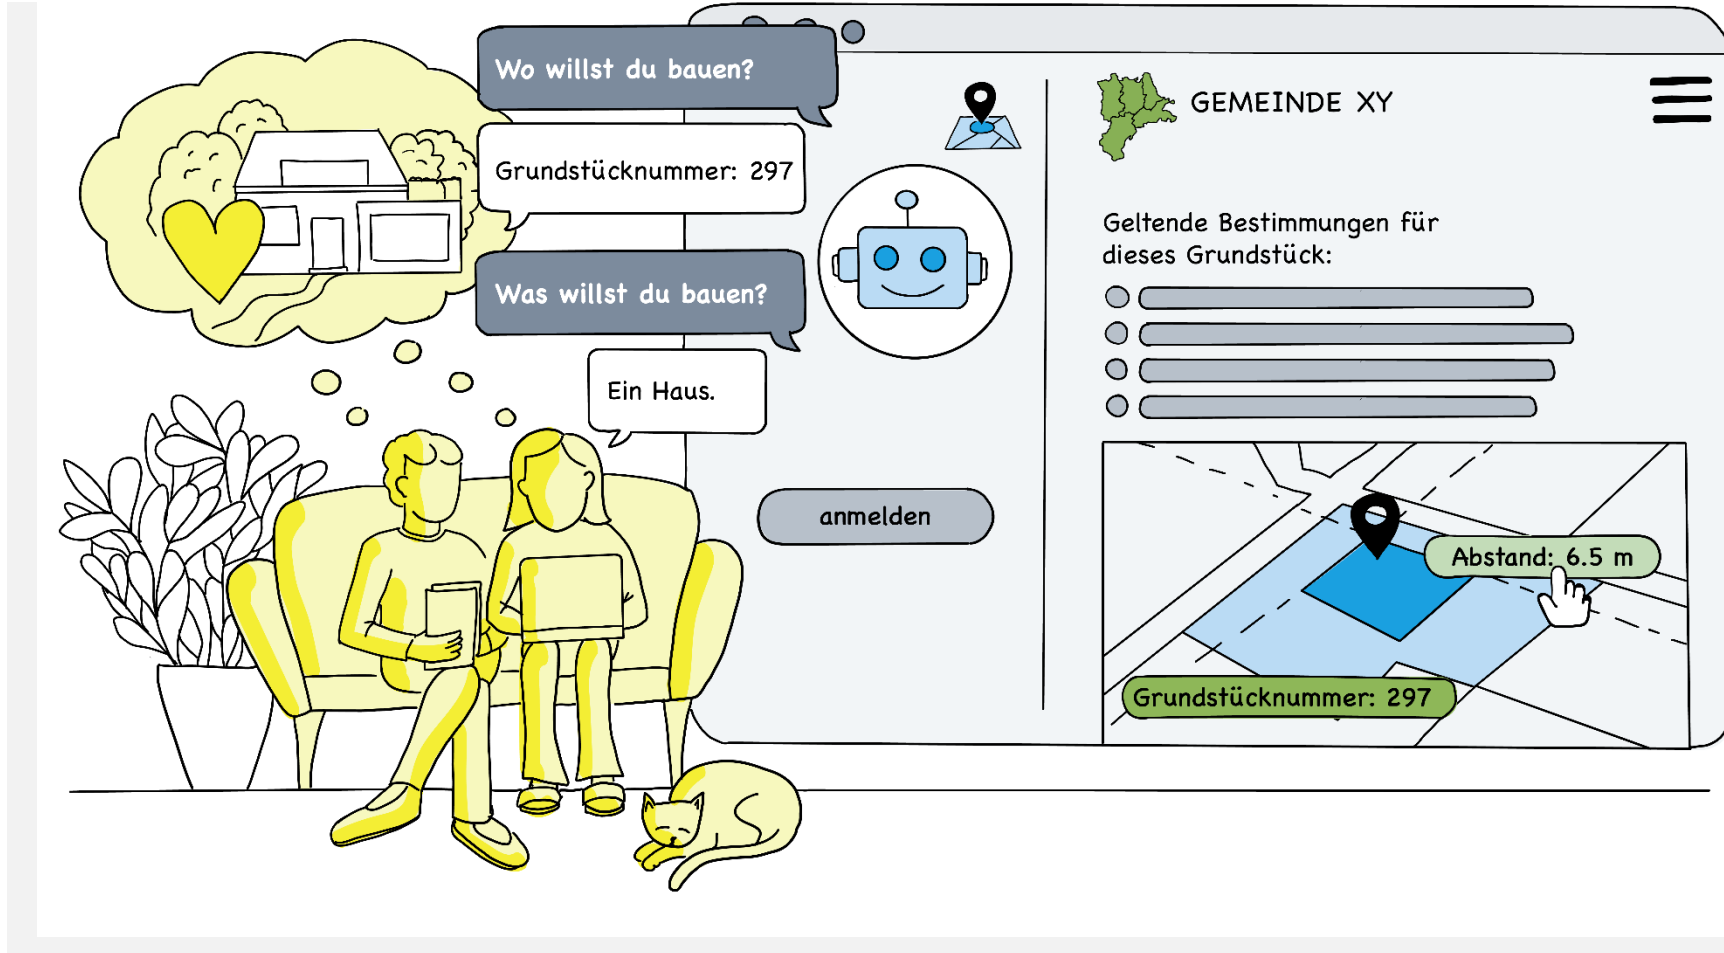 Wo willst du bauen?
Grundstücknummer: 297
Was willst du bauen?
Ein Haus.
anmelden
GEMEINDE XY
Geltende Bestimmungen für
dieses Grundstück:
Abstand: 6.5 m
Grundstücknummer: 297